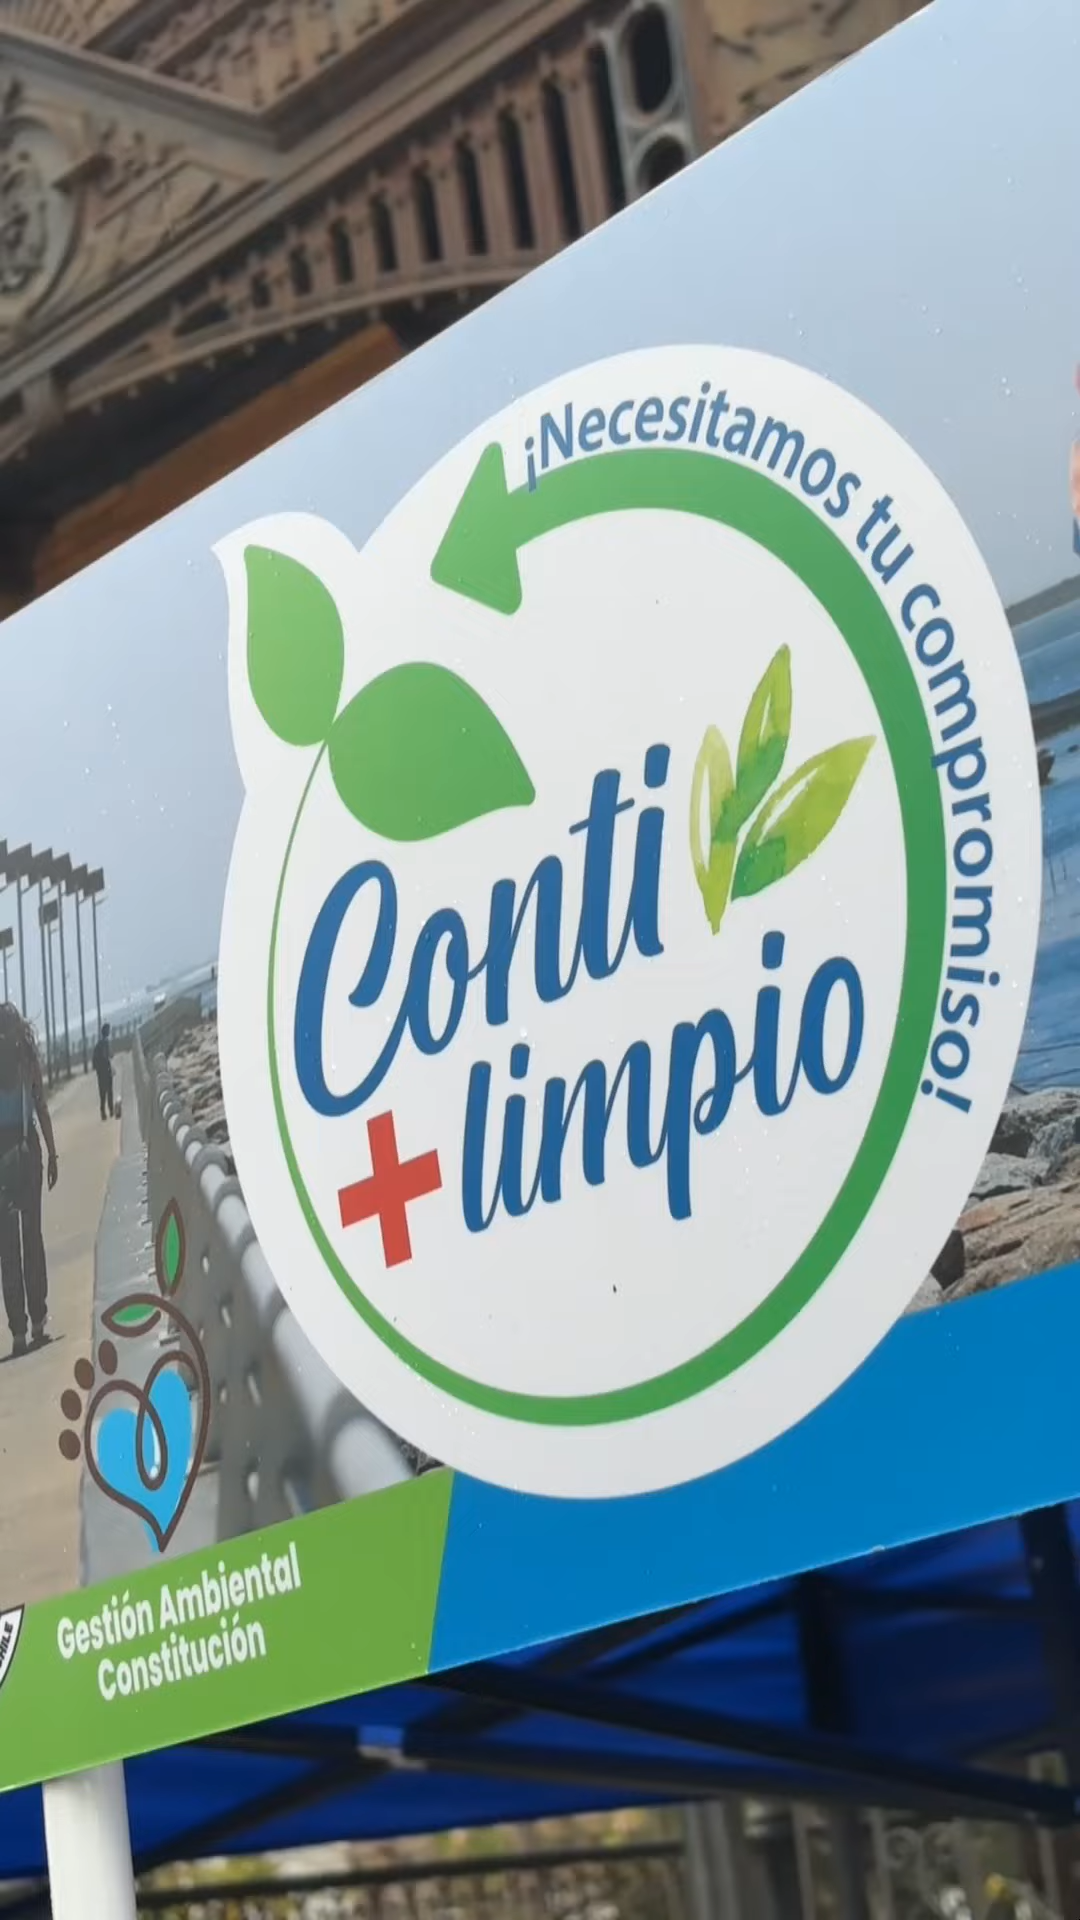 ¡Necesitamos tu compromiso!
Conti
+ limpio
Gestión Ambiental
Constitución